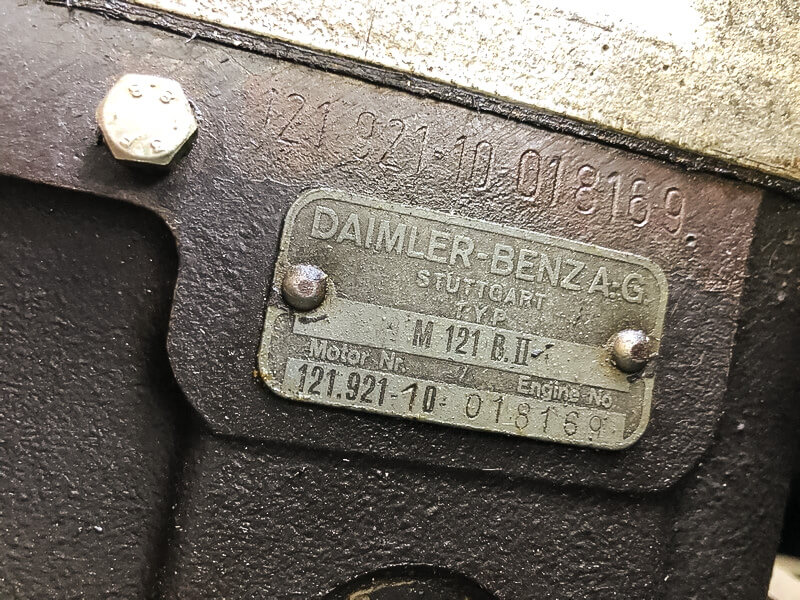 121.921-10-018169
DAIMLER-BENZ A.-G.
STUTTGART
TYP
M 121 B.II
Motor Nr. / Engine No.
121.921-10- 018169